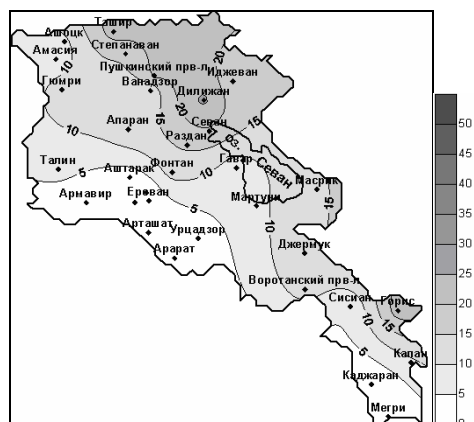 Ташир
Ашоцк
Степанаван
20
Амасия
10
Пушкинский прв-л
Иджеван
Гюмри
Ванадзор
Дилижан
20
15
Апаран
Севан
15
10
Раздан
оз.
Талин
Фонтан
Гавар
Севан
5
Аштарак
10
Масрик
Армавир
Ереван
Мартуни
15
5
Арташат
Урцадзор
10
Арарат
Джермук
Воротанский прв-л
Сисиан
Горис
10
15
5
Капан
Каджаран
Мегри
50
45
40
35
30
25
20
15
10
5
0